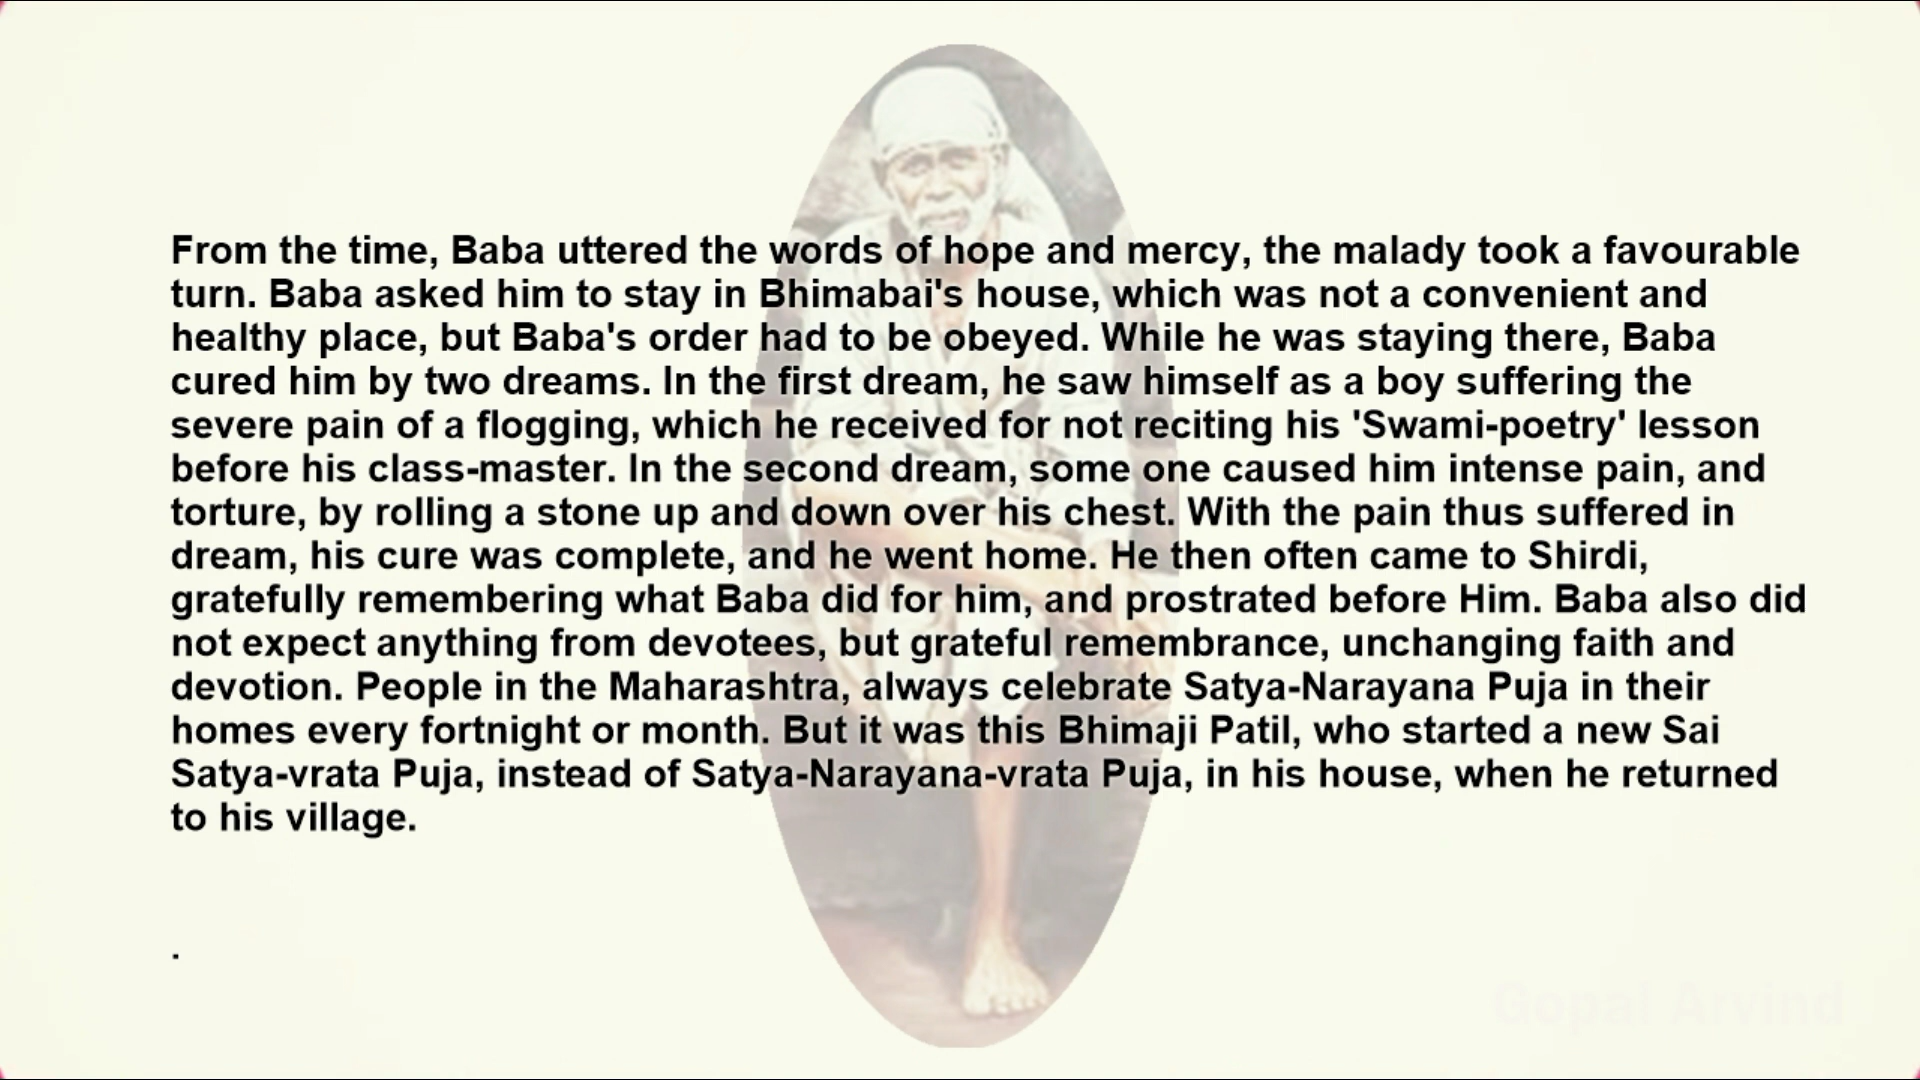 From the time, Baba uttered the words of hope and mercy, the malady took a favourable
turn. Baba asked him to stay in Bhimabai's house, which was not a convenient and
healthy place, but Baba's order had to be obeyed. While he was staying there, Baba
cured him by two dreams. In the first dream, he saw himself as a boy suffering the
severe pain of a flogging, which he received for not reciting his 'Swami-poetry' lesson
before his class-master. In the second dream, some one caused him intense pain, and
torture, by rolling a stone up and down over his chest. With the pain thus suffered in
dream, his cure was complete, and he went home. He then often came to Shirdi,
gratefully remembering what Baba did for him, and prostrated before Him. Baba also did
not expect anything from devotees, but grateful remembrance, unchanging faith and
devotion. People in the Maharashtra, always celebrate Satya-Narayana Puja in their
homes every fortnight or month. But it was this Bhimaji Patil, who started a new Sai
Satya-vrata Puja, instead of Satya-Narayana-vrata Puja, in his house, when he returned
to his village.
.
Gopal Arvind